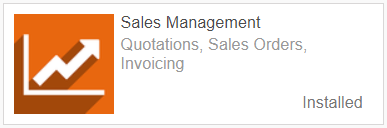 Sales Management
Quotations, Sales Orders,
Invoicing
Installed